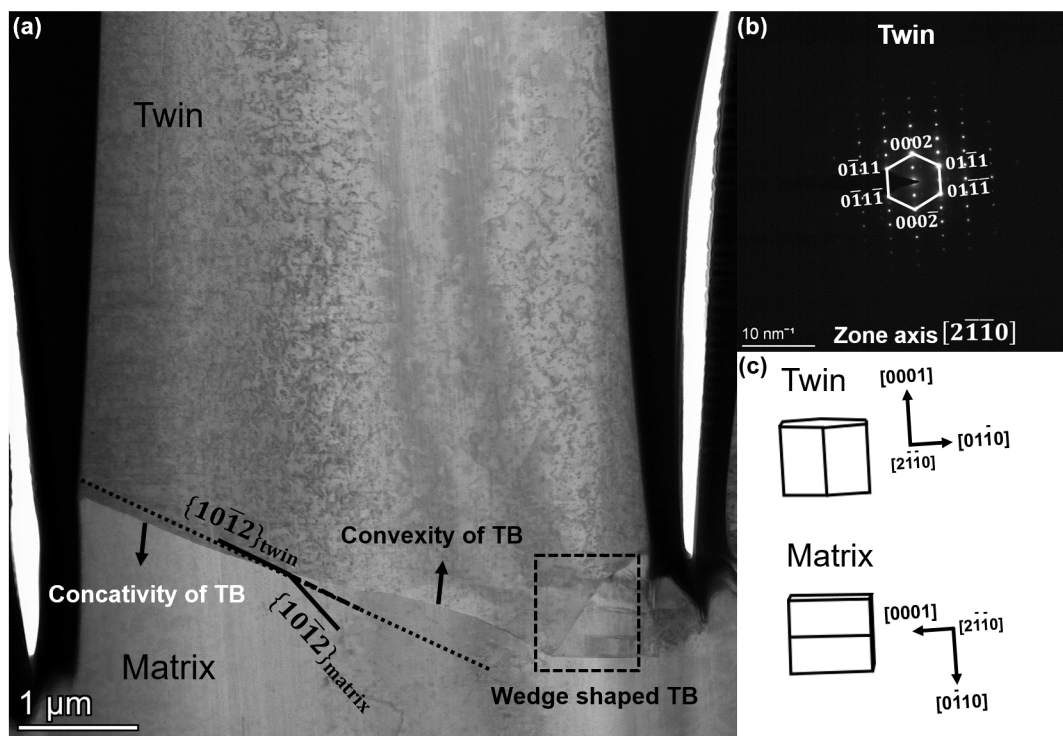 (a)
Twin
{101̄2}twin
Convexity of TB
Concativity of TB
{101̄2}matrix
Matrix
Wedge shaped TB
1 μm
(b)
Twin
0002
01̄11
011̄1
01̄11̄
011̄1̄
0002̄
10 nm⁻¹
Zone axis [21̄1̄0]
(c)
Twin
[0001]
[011̄0]
[21̄1̄0]
Matrix
[0001]
[21̄1̄0]
[01̄10]